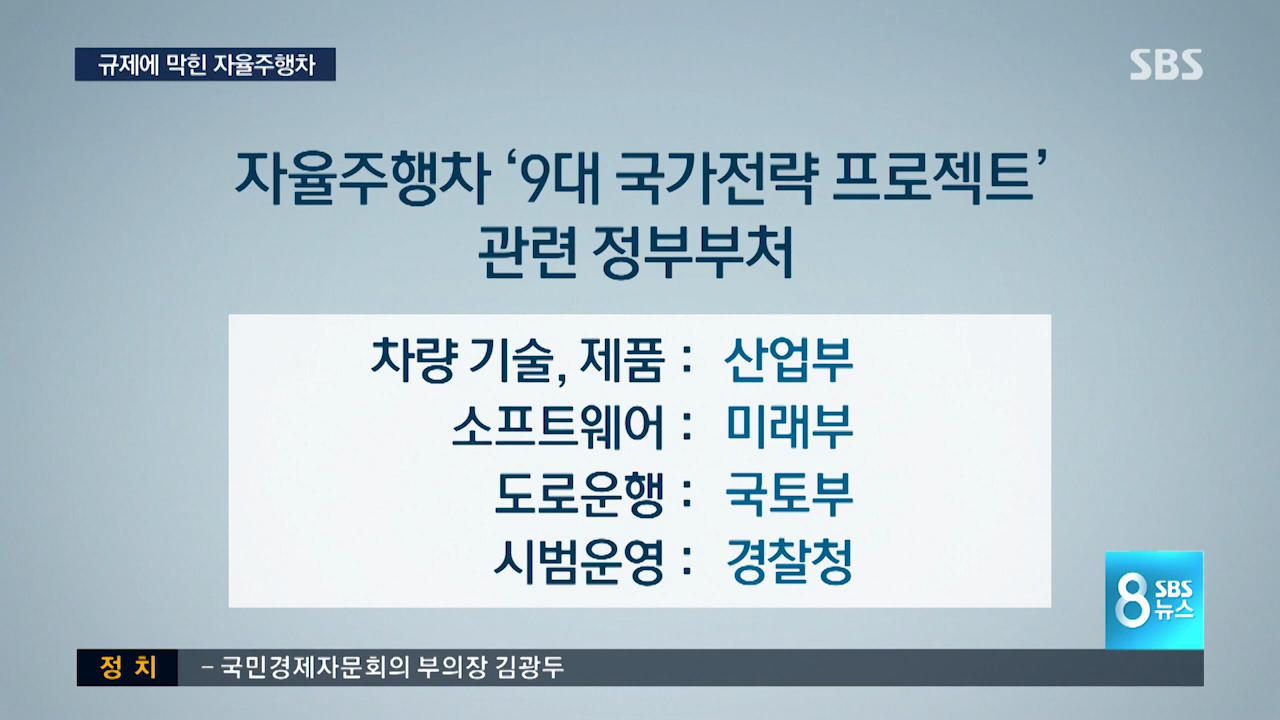 규제에 막힌 자율주행차
SBS
자율주행차 ‘9대 국가전략 프로젝트’
관련 정부부처
차량 기술, 제품 : 산업부
소프트웨어 : 미래부
도로운행 : 국토부
시범운영 : 경찰청
8 SBS 뉴스
정 치 – 국민경제자문회의 부의장 김광두